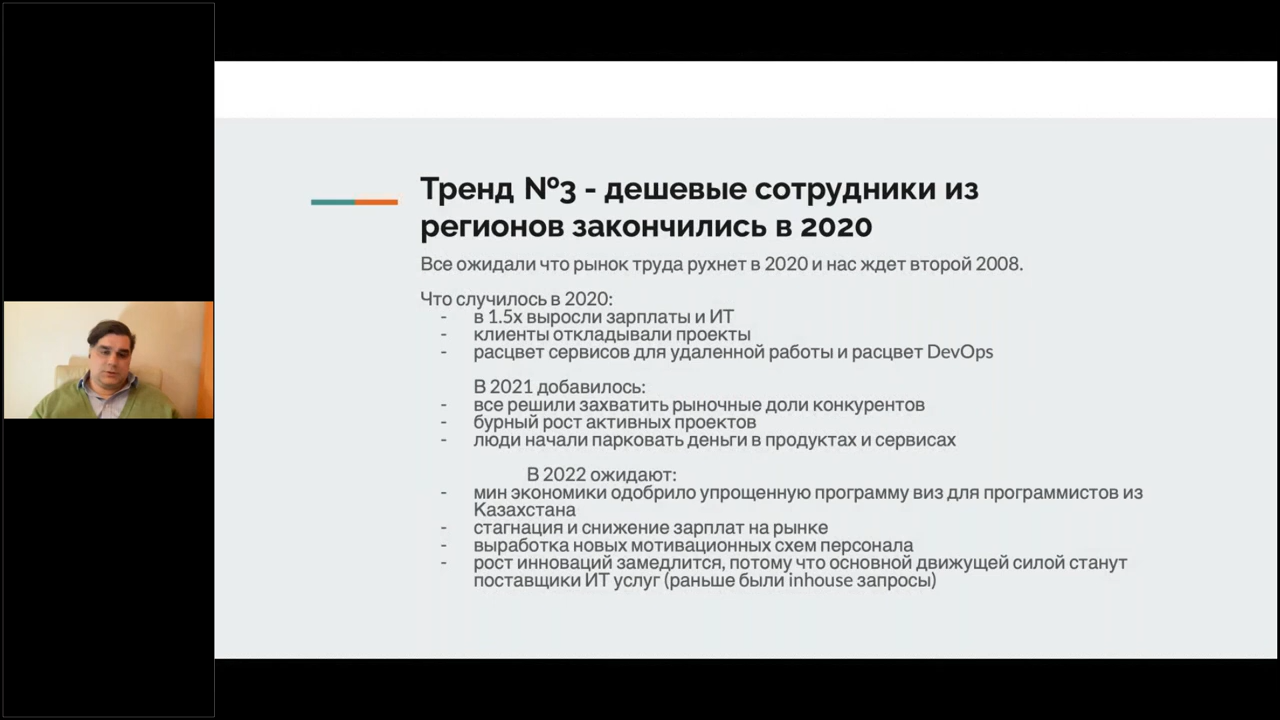 Тренд №3 - дешевые сотрудники из
регионов закончились в 2020
Все ожидали что рынок труда рухнет в 2020 и нас ждет второй 2008.
Что случилось в 2020:
- в 1.5х выросли зарплаты и ИТ
- клиенты откладывали проекты
- расцвет сервисов для удаленной работы и расцвет DevOps
В 2021 добавилось:
- все решили захватить рыночные доли конкурентов
- бурный рост активных проектов
- люди начали парковать деньги в продуктах и сервисах
В 2022 ожидают:
- мин экономики одобрило упрощенную программу виз для программистов из
Казахстана
- стагнация и снижение зарплат на рынке
- выработка новых мотивационных схем персонала
- рост инноваций замедлится, потому что основной движущей силой станут
поставщики ИТ услуг (раньше были inhouse запросы)